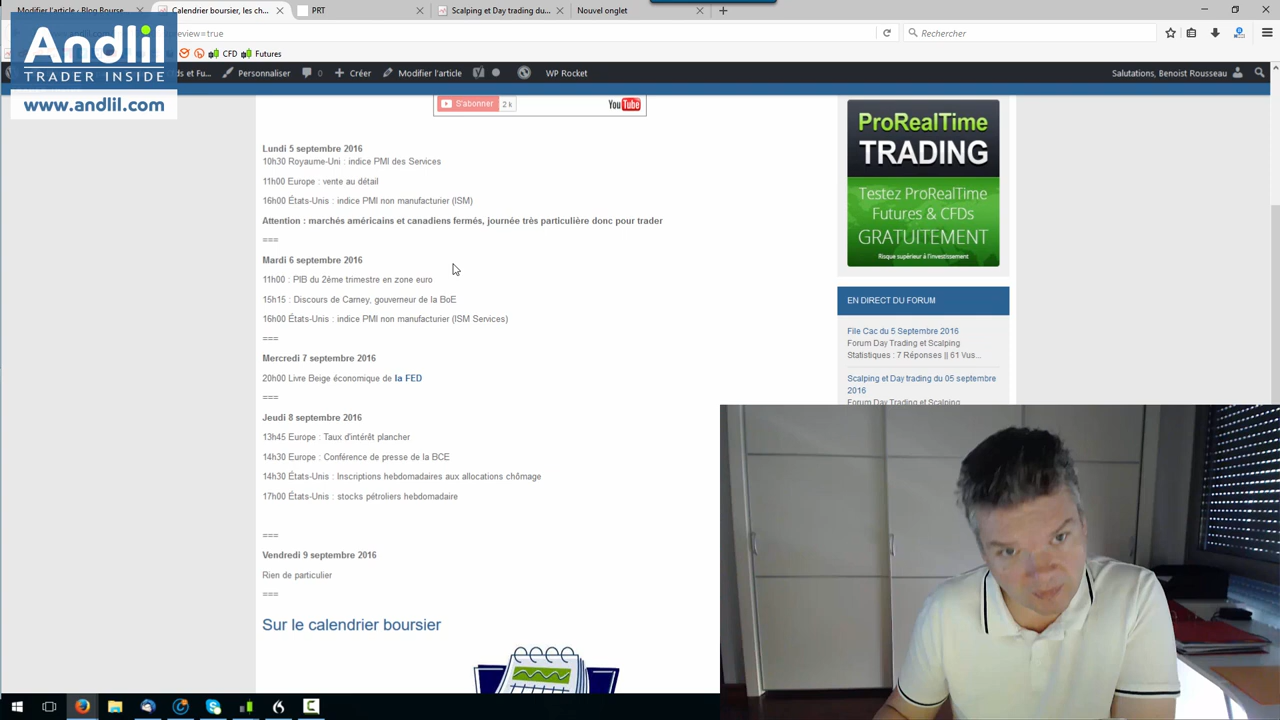 Calendrier boursier, les c...
PRT
Scalping et Day trading du...
Nouvel onglet
Andlil
TRADER INSIDE
www.andlil.com
preview=true
Rechercher
CFD
Futures
Personnaliser
0
Créer
Modifier l'article
WP Rocket
Salutations, Benoist Rousseau
S'abonner
2 k
YouTube
Lundi 5 septembre 2016
10h30 Royaume-Uni : indice PMI des Services
11h00 Europe : vente au détail
16h00 États-Unis : indice PMI non manufacturier (ISM)
Attention : marchés américains et canadiens fermés, journée très particulière donc pour trader
===
Mardi 6 septembre 2016
11h00 : PIB du 2ème trimestre en zone euro
15h15 : Discours de Carney, gouverneur de la BoE
16h00 États-Unis : indice PMI non manufacturier (ISM Services)
===
Mercredi 7 septembre 2016
20h00 Livre Beige économique de la FED
===
Jeudi 8 septembre 2016
13h45 Europe : Taux d'intérêt plancher
14h30 Europe : Conférence de presse de la BCE
14h30 États-Unis : Inscriptions hebdomadaires aux allocations chômage
17h00 États-Unis : stocks pétroliers hebdomadaire
===
Vendredi 9 septembre 2016
Rien de particulier
===
Sur le calendrier boursier
ProRealTime
TRADING
Testez ProRealTime
Futures & CFDs
GRATUITEMENT
Risque supérieur à l'investissement
EN DIRECT DU FORUM
File Cac du 5 Septembre 2016
Forum Day Trading et Scalping
Statistiques : 7 Réponses || 61 Vus...
Scalping et Day trading du 05 septembre
2016
Forum Day Trading et Scalping